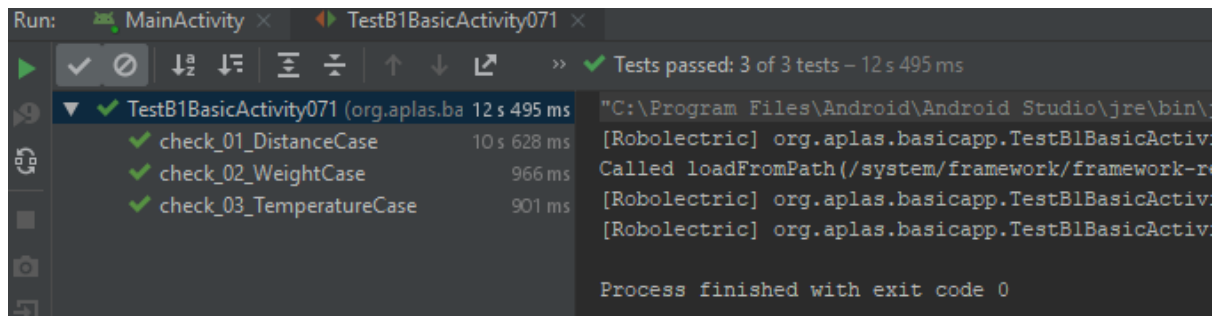 Run: MainActivity × TestB1BasicActivity071 ×
» Tests passed: 3 of 3 tests – 12 s 495 ms
TestB1BasicActivity071 (org.aplas.ba 12 s 495 ms
check_01_DistanceCase 10 s 628 ms
check_02_WeightCase 966 ms
check_03_TemperatureCase 901 ms
"C:\Program Files\Android\Android Studio\jre\bin\j
[Robolectric] org.aplas.basicapp.TestB1BasicActivi
Called loadFromPath(/system/framework/framework-re
[Robolectric] org.aplas.basicapp.TestB1BasicActivi
[Robolectric] org.aplas.basicapp.TestB1BasicActivi
Process finished with exit code 0